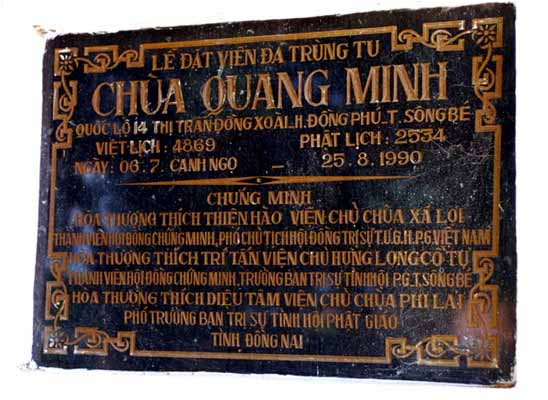 LỄ ĐẶT VIÊN ĐÁ TRÙNG TU
CHÙA QUANG MINH
QUỐC LỘ 14 THỊ TRẤN ĐỒNG XOÀI_H. ĐỒNG PHÚ_T. SÔNG BÉ
VIỆT LỊCH : 4869 PHẬT LỊCH : 2534
NGÀY : 06. 7. CANH NGỌ – 25. 8. 1990
CHỨNG MINH
HÒA THƯỢNG THÍCH THIỆN HÀO VIỆN CHỦ CHÙA XÁ LỢI
THÀNH VIÊN HỘI ĐỒNG CHỨNG MINH, PHÓ CHỦ TỊCH HỘI ĐỒNG TRỊ SỰ T.U.G.H.P.G. VIỆT NAM
HÒA THƯỢNG THÍCH TRÍ TẤN VIỆN CHỦ HƯNG LONG CỔ TỰ
THÀNH VIÊN HỘI ĐỒNG CHỨNG MINH, TRƯỞNG BAN TRỊ SỰ TỈNH HỘI P.G.T. SÔNG BÉ
HÒA THƯỢNG THÍCH DIỆU TÂM VIỆN CHỦ CHÙA PHI LAI
PHÓ TRƯỞNG BAN TRỊ SỰ TỈNH HỘI PHẬT GIÁO
TỈNH ĐỒNG NAI